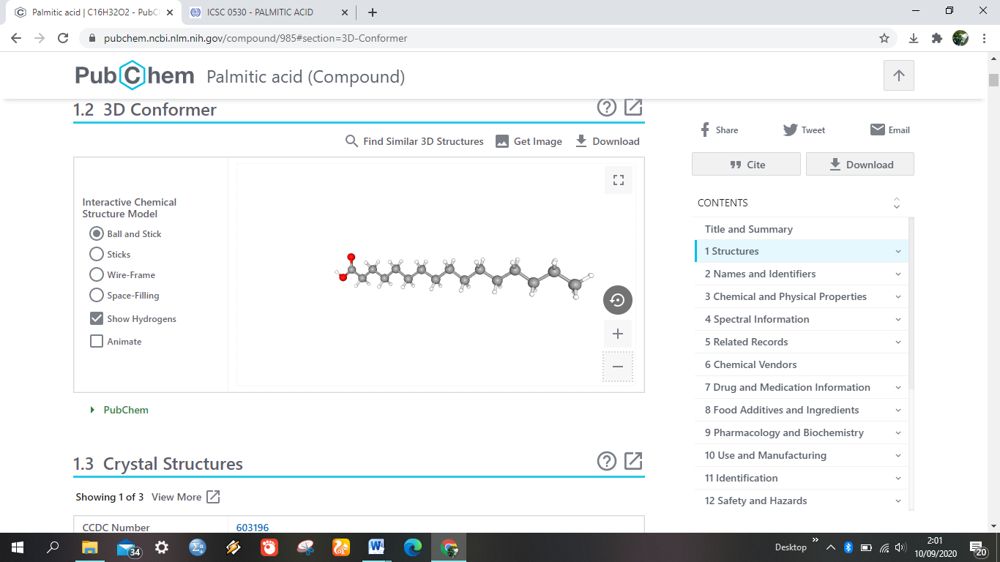 Palmitic acid | C16H32O2 - PubC
ICSC 0530 - PALMITIC ACID
pubchem.ncbi.nlm.nih.gov/compound/985#section=3D-Conformer
PubChem Palmitic acid (Compound)
1.2 3D Conformer
Find Similar 3D Structures Get Image Download
Interactive Chemical
Structure Model
Ball and Stick
Sticks
Wire-Frame
Space-Filling
Show Hydrogens
Animate
PubChem
1.3 Crystal Structures
Showing 1 of 3 View More
CCDC Number 603196
Share Tweet Email
Cite Download
CONTENTS
Title and Summary
1 Structures
2 Names and Identifiers
3 Chemical and Physical Properties
4 Spectral Information
5 Related Records
6 Chemical Vendors
7 Drug and Medication Information
8 Food Additives and Ingredients
9 Pharmacology and Biochemistry
10 Use and Manufacturing
11 Identification
12 Safety and Hazards
34
Desktop
2:01
10/09/2020
20